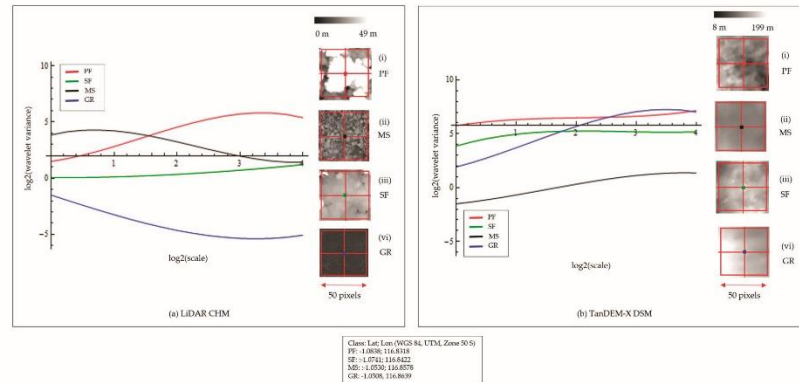 0 m 49 m
10
PF
SF
MS
GR
5
log2(wavelet variance)
2
0
1 2 3 4
-5
log2(scale)
(i)
PF
(ii)
MS
(iii)
SF
(vi)
GR
50 pixels
(a) LiDAR CHM
8 m 199 m
10
log2(wavelet variance)
5
1 2 3 4
0
PF
SF
MS
GR
-5
log2(scale)
(i)
PF
(ii)
MS
(iii)
SF
(vi)
GR
50 pixels
(b) TanDEM-X DSM
Class: Lat; Lon (WGS 84, UTM, Zone 50 S)
PF: -1.0838; 116.8318
SF: -1.0741; 116.8422
MS: -1.0530; 116.8578
GR: -1.0508, 116.8639